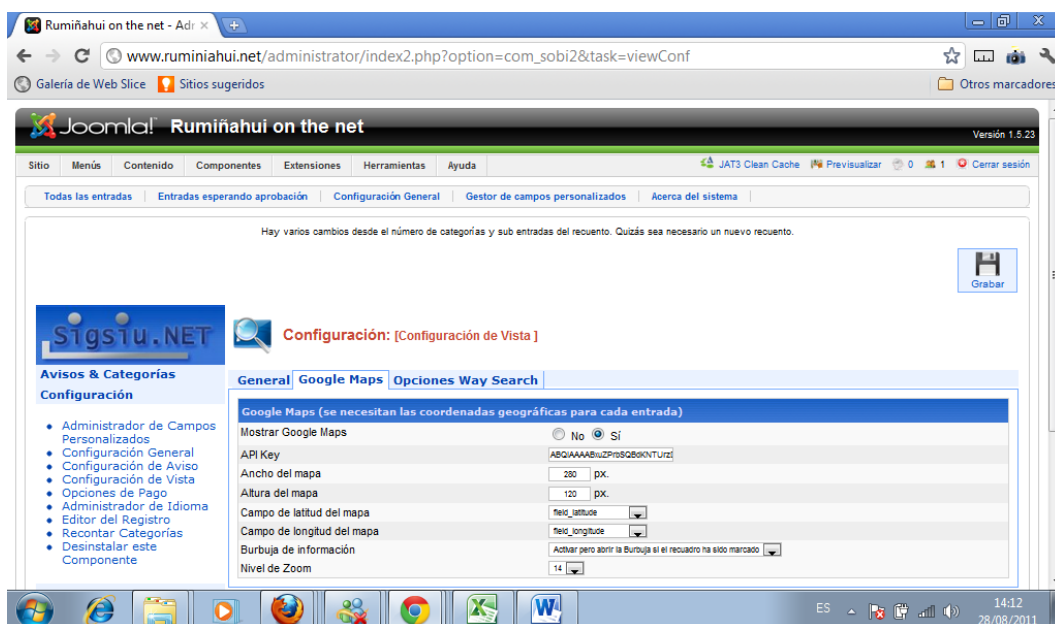 Rumiñahui on the net - Adr
www.ruminiahui.net/administrator/index2.php?option=com_sobi2&task=viewConf
Galería de Web Slice Sitios sugeridos Otros marcadores
Joomla! Rumiñahui on the net
Versión 1.5.23
Sitio Menús Contenido Componentes Extensiones Herramientas Ayuda JAT3 Clean Cache Previsualizar 0 1 Cerrar sesión
Todas las entradas Entradas esperando aprobación Configuración General Gestor de campos personalizados Acerca del sistema
Hay varios cambios desde el número de categorías y sub entradas del recuento. Quizás sea necesario un nuevo recuento.
Grabar
Sigsiu.NET
Configuración: [Configuración de Vista ]
Avisos & Categorías
Configuración
Administrador de Campos
Personalizados
Configuración General
Configuración de Aviso
Configuración de Vista
Opciones de Pago
Administrador de Idioma
Editor del Registro
Recontar Categorías
Desinstalar este
Componente
General Google Maps Opciones Way Search
Google Maps (se necesitan las coordenadas geográficas para cada entrada)
Mostrar Google Maps No Sí
API Key
Ancho del mapa 280 px.
Altura del mapa 120 px.
Campo de latitud del mapa field_latitude
Campo de longitud del mapa field_longitude
Burbuja de información Activar pero abrir la Burbuja si el recuadro ha sido marcado
Nivel de Zoom 14
ES 14:12
28/08/2011